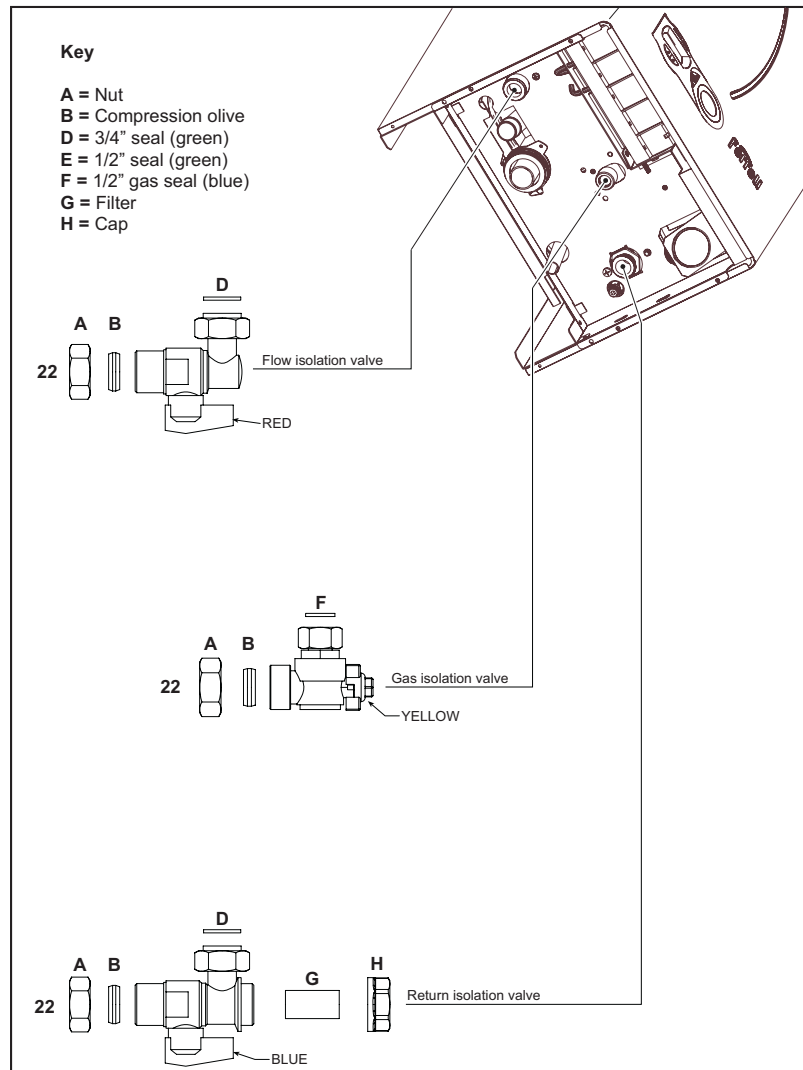 Key
A = Nut
B = Compression olive
D = 3/4” seal (green)
E = 1/2” seal (green)
F = 1/2” gas seal (blue)
G = Filter
H = Cap
Ferroli
D
A B
22
Flow isolation valve
RED
F
A B
22
Gas isolation valve
YELLOW
D
A B
G
H
22
Return isolation valve
BLUE